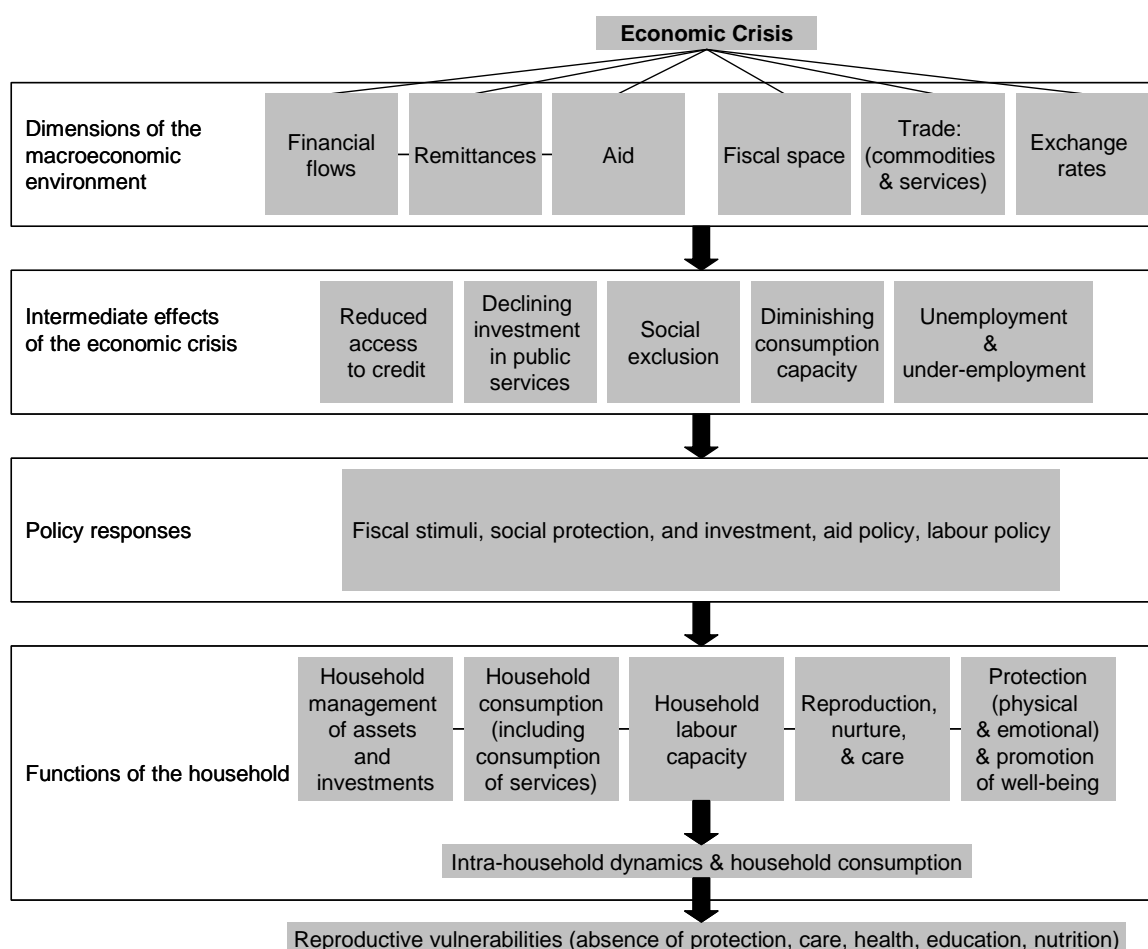 Economic Crisis
Dimensions of the
macroeconomic
environment
Financial
flows
Remittances
Aid
Fiscal space
Trade:
(commodities
& services)
Exchange
rates
Intermediate effects
of the economic crisis
Reduced
access
to credit
Declining
investment
in public
services
Social
exclusion
Diminishing
consumption
capacity
Unemployment
&
under-employment
Policy responses
Fiscal stimuli, social protection, and investment, aid policy, labour policy
Functions of the household
Household
management
of assets
and
investments
Household
consumption
(including
consumption
of services)
Household
labour
capacity
Reproduction,
nurture,
& care
Protection
(physical
& emotional)
& promotion
of well-being
Intra-household dynamics & household consumption
Reproductive vulnerabilities (absence of protection, care, health, education, nutrition)